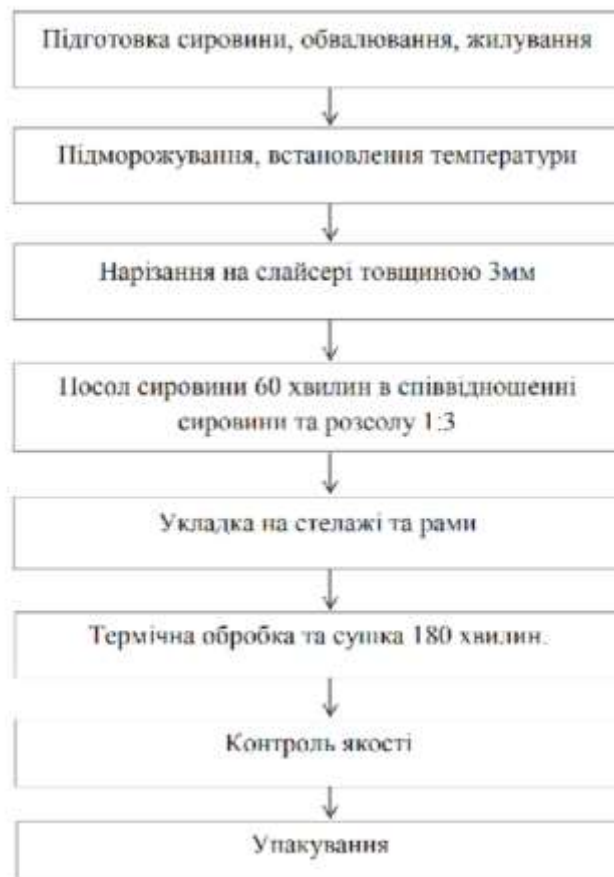 Підготовка сировини, обвалювання, жилування
Підморожування, встановлення температури
Нарізання на слайсері товщиною 3мм
Посол сировини 60 хвилин в співвідношенні
сировини та розсолу 1:3
Укладка на стелажі та рами
Термічна обробка та сушка 180 хвилин.
Контроль якості
Упакування